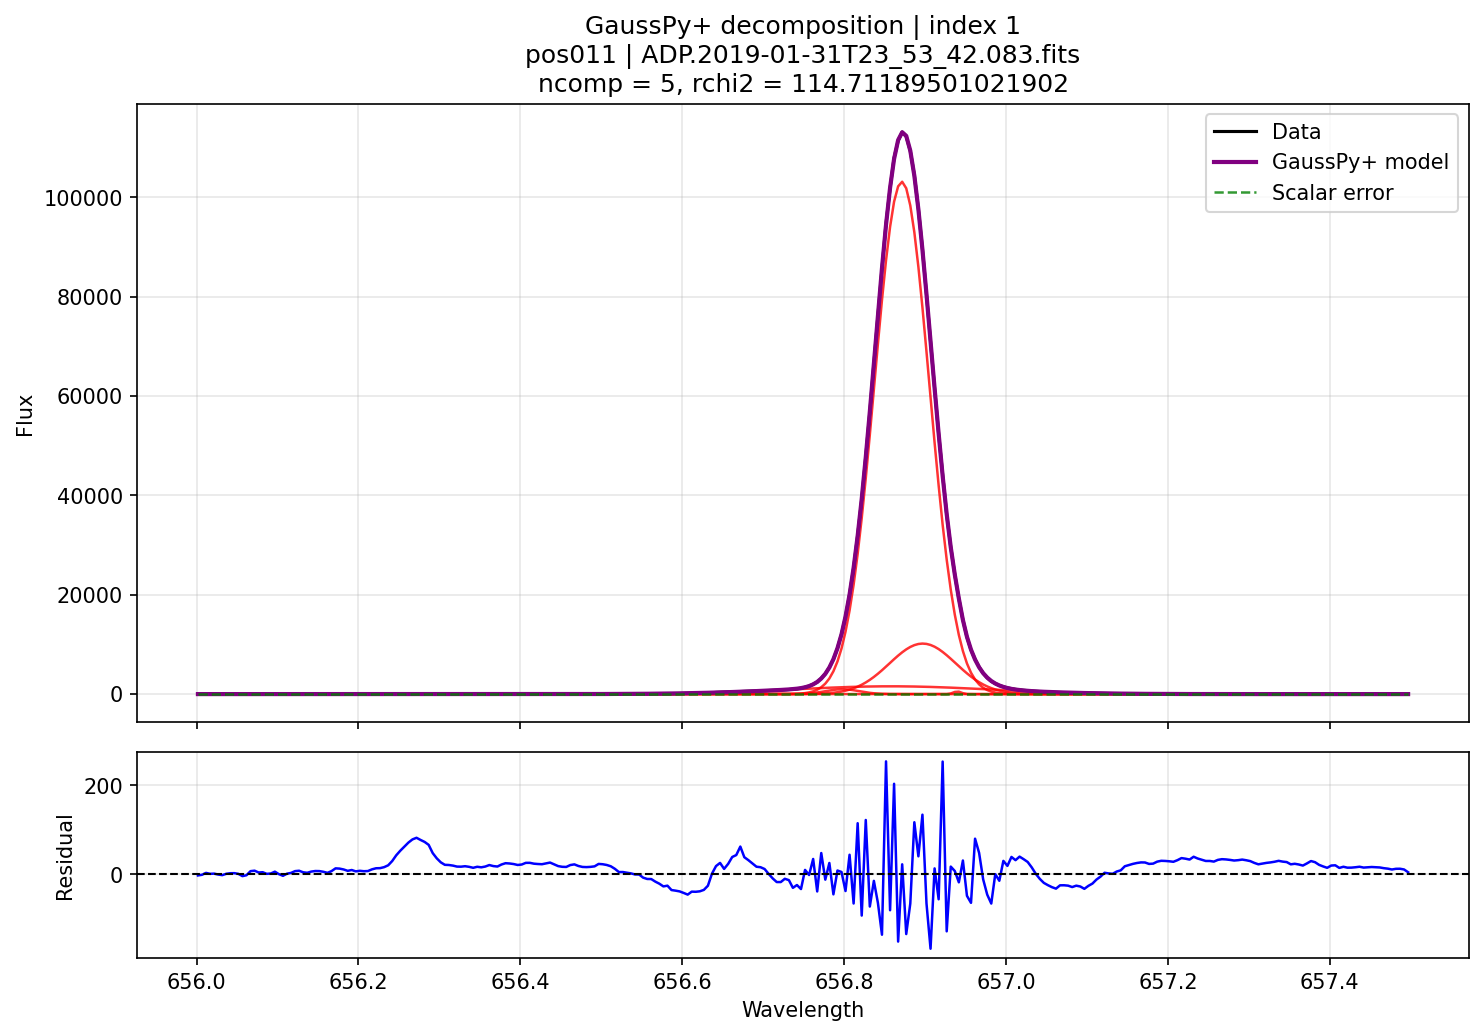 GaussPy+ decomposition | index 1
pos011 | ADP.2019-01-31T23_53_42.083.fits
ncomp = 5, rchi2 = 114.71189501021902
Data
GaussPy+ model
Scalar error
Flux
100000
80000
60000
40000
20000
0
Residual
200
0
656.0 656.2 656.4 656.6 656.8 657.0 657.2 657.4
Wavelength